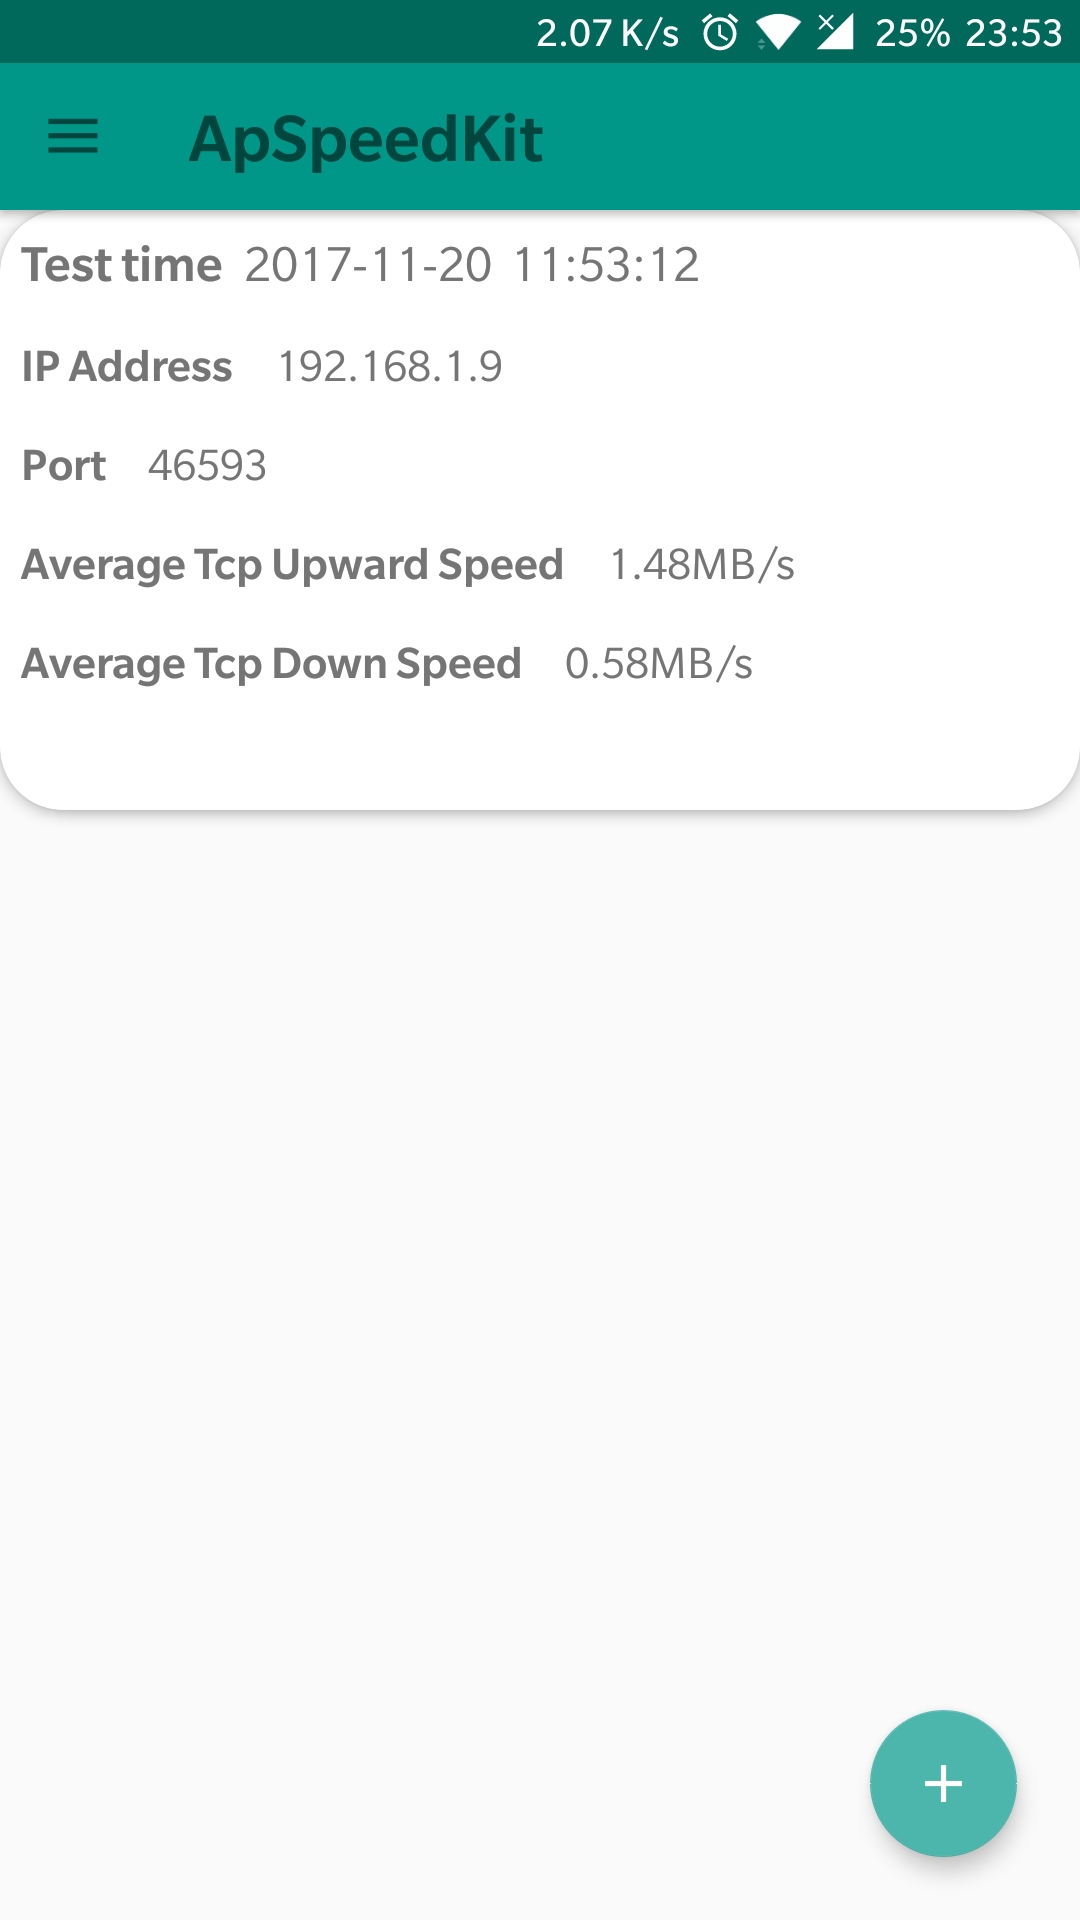 2.07 K/s 25% 23:53
ApSpeedKit
Test time 2017-11-20 11:53:12
IP Address 192.168.1.9
Port 46593
Average Tcp Upward Speed 1.48MB/s
Average Tcp Down Speed 0.58MB/s